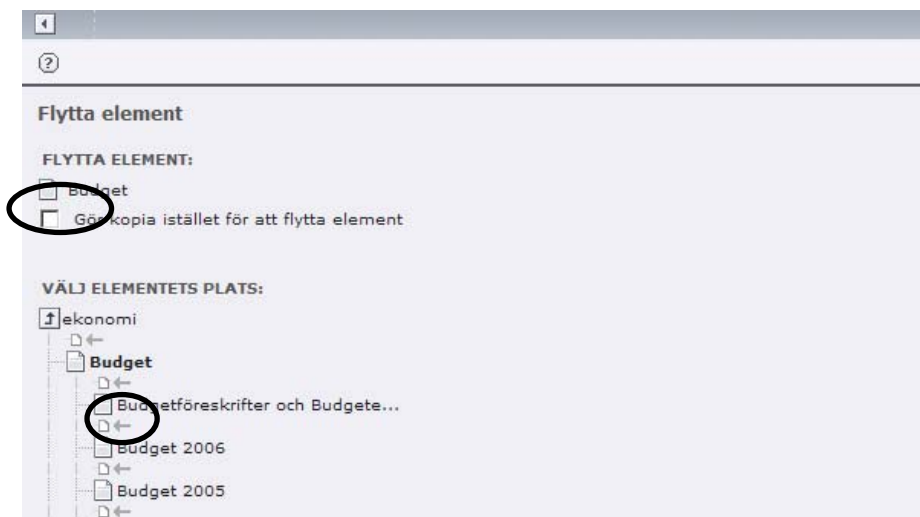 Flytta element
FLYTTA ELEMENT:
Budget
Gör kopia istället för att flytta element
VÄLJ ELEMENTETS PLATS:
ekonomi
Budget
Budgetföreskrifter och Budgete...
Budget 2006
Budget 2005